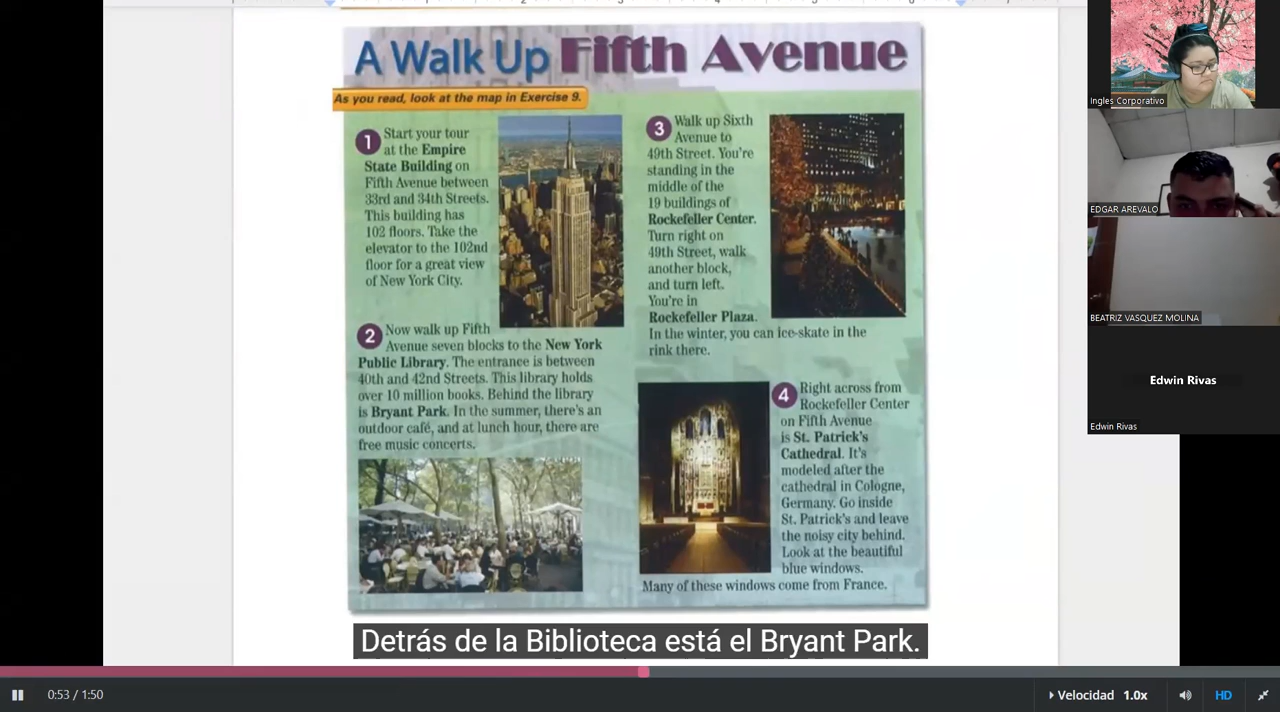 A Walk Up Fifth Avenue
As you read, look at the map in Exercise 9.
1 Start your tour
at the Empire
State Building on
Fifth Avenue between
33rd and 34th Streets.
This building has
102 floors. Take the
elevator to the 102nd
floor for a great view
of New York City.
2 Now walk up Fifth
Avenue seven blocks to the New York
Public Library. The entrance is between
40th and 42nd Streets. This library holds
over 10 million books. Behind the library
is Bryant Park. In the summer, there's an
outdoor café, and at lunch hour, there are
free music concerts.
3 Walk up Sixth
Avenue to
49th Street. You're
standing in the
middle of the
19 buildings of
Rockefeller Center.
Turn right on
49th Street, walk
another block,
and turn left.
You're in
Rockefeller Plaza.
In the winter, you can ice-skate in the
rink there.
4 Right across from
Rockefeller Center
on Fifth Avenue
is St. Patrick's
Cathedral. It's
modeled after the
cathedral in Cologne,
Germany. Go inside
St. Patrick's and leave
the noisy city behind.
Look at the beautiful
blue windows.
Many of these windows come from France.
Detrás de la Biblioteca está el Bryant Park.
Ingles Corporativo
EDGAR AREVALO
BEATRIZ VASQUEZ MOLINA
Edwin Rivas
Edwin Rivas
0:53 / 1:50
Velocidad 1.0x
HD